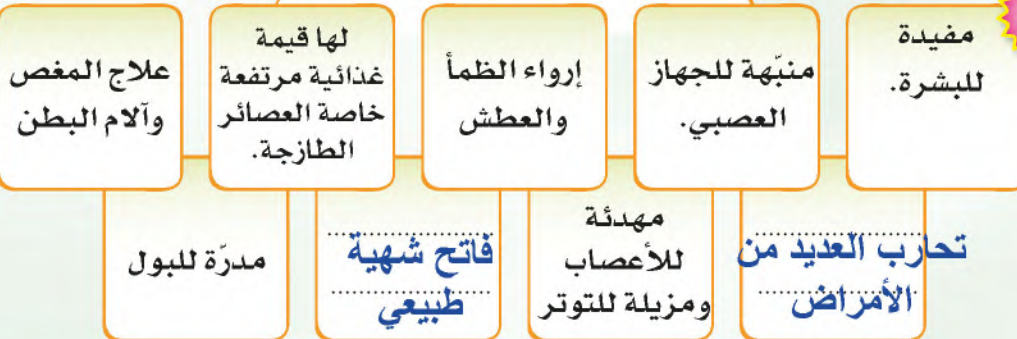 مفيدة
للبشرة.
منبّهة للجهاز
العصبي.
إرواء الظمأ
والعطش
لها قيمة
غذائية مرتفعة
خاصة العصائر
الطازجة.
علاج المغص
وآلام البطن
تحارب العديد من
الأمراض
مهدئة
للأعصاب
ومزيلة للتوتر
فاتح شهية
طبيعي
مدرّة للبول